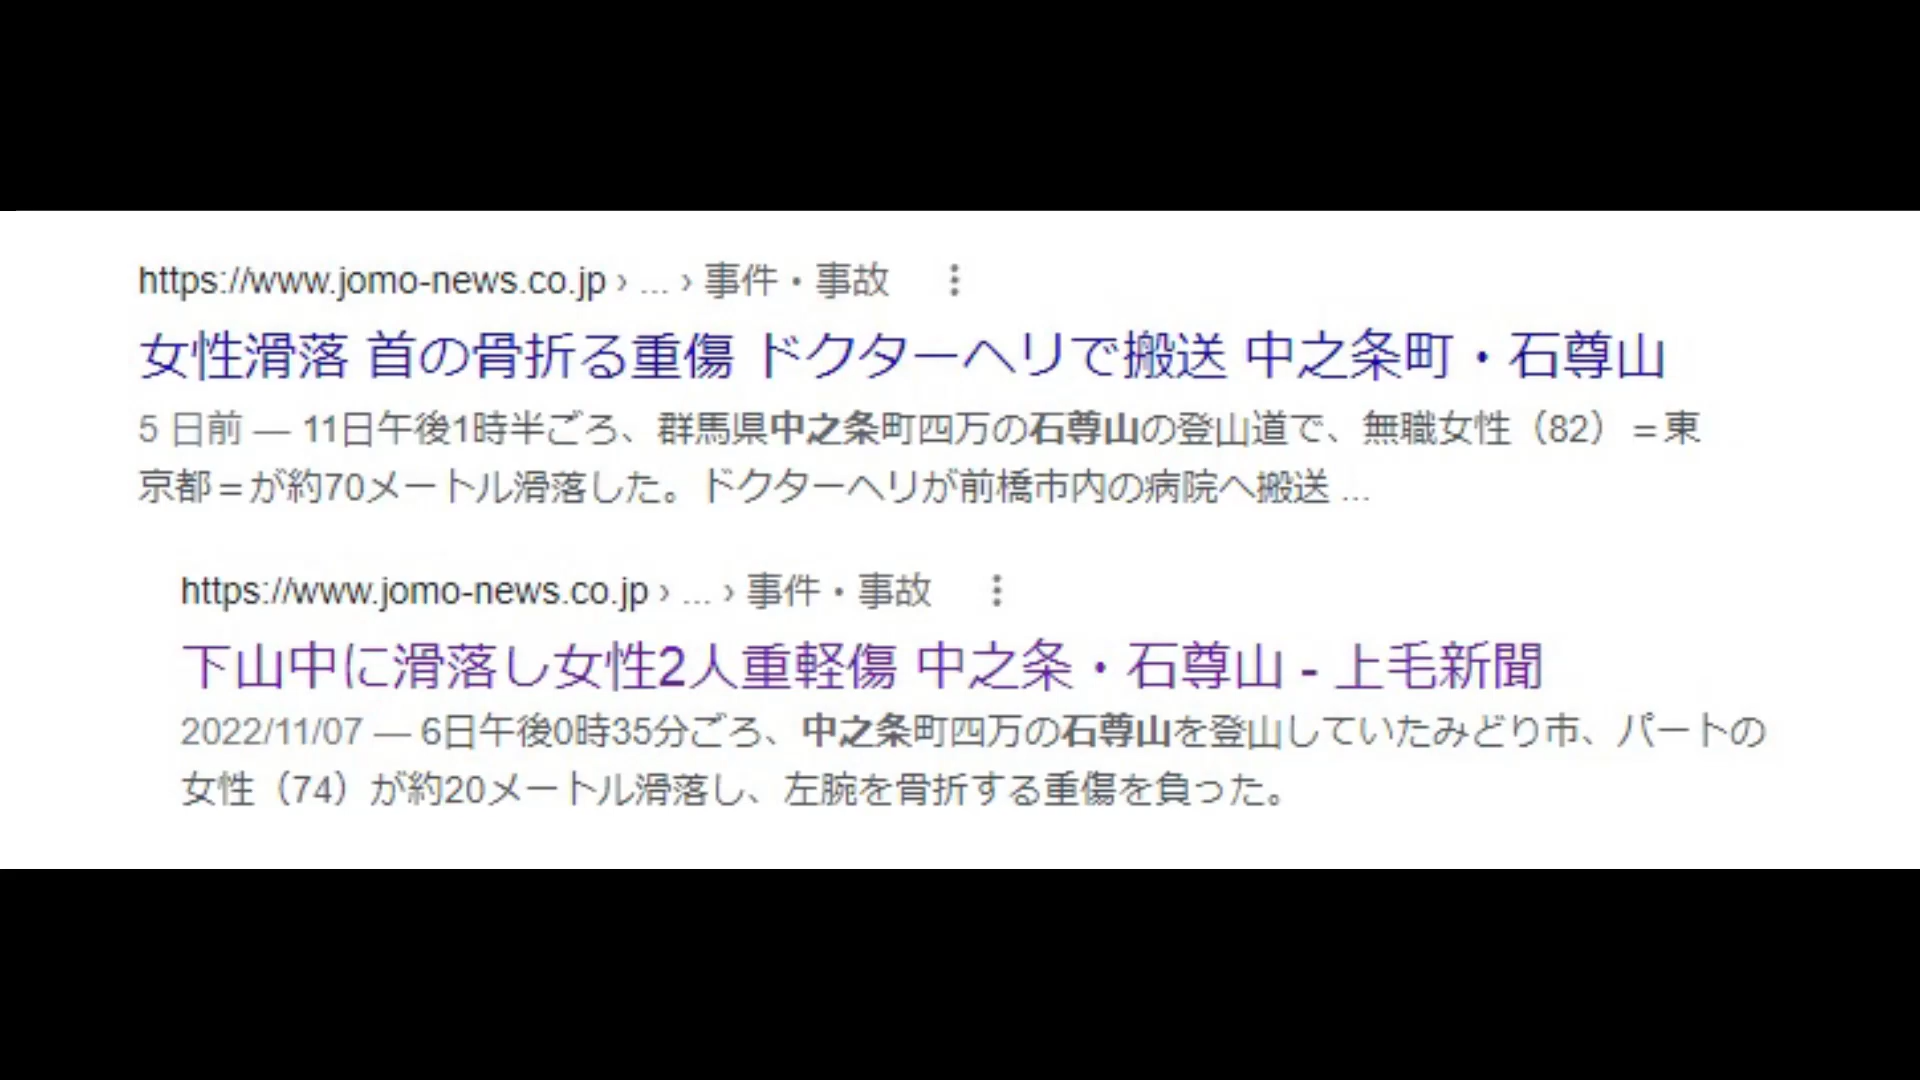 https://www.jomo-news.co.jp › ... › 事件・事故
女性滑落 首の骨折る重傷 ドクターヘリで搬送 中之条町・石尊山
5 日前 — 11日午後1時半ごろ、群馬県中之条町四万の石尊山の登山道で、無職女性（82）＝東
京都＝が約70メートル滑落した。ドクターヘリが前橋市内の病院へ搬送 ...
https://www.jomo-news.co.jp › ... › 事件・事故
下山中に滑落し女性2人重軽傷 中之条・石尊山 - 上毛新聞
2022/11/07 — 6日午後0時35分ごろ、中之条町四万の石尊山を登山していたみどり市、パートの
女性（74）が約20メートル滑落し、左腕を骨折する重傷を負った。